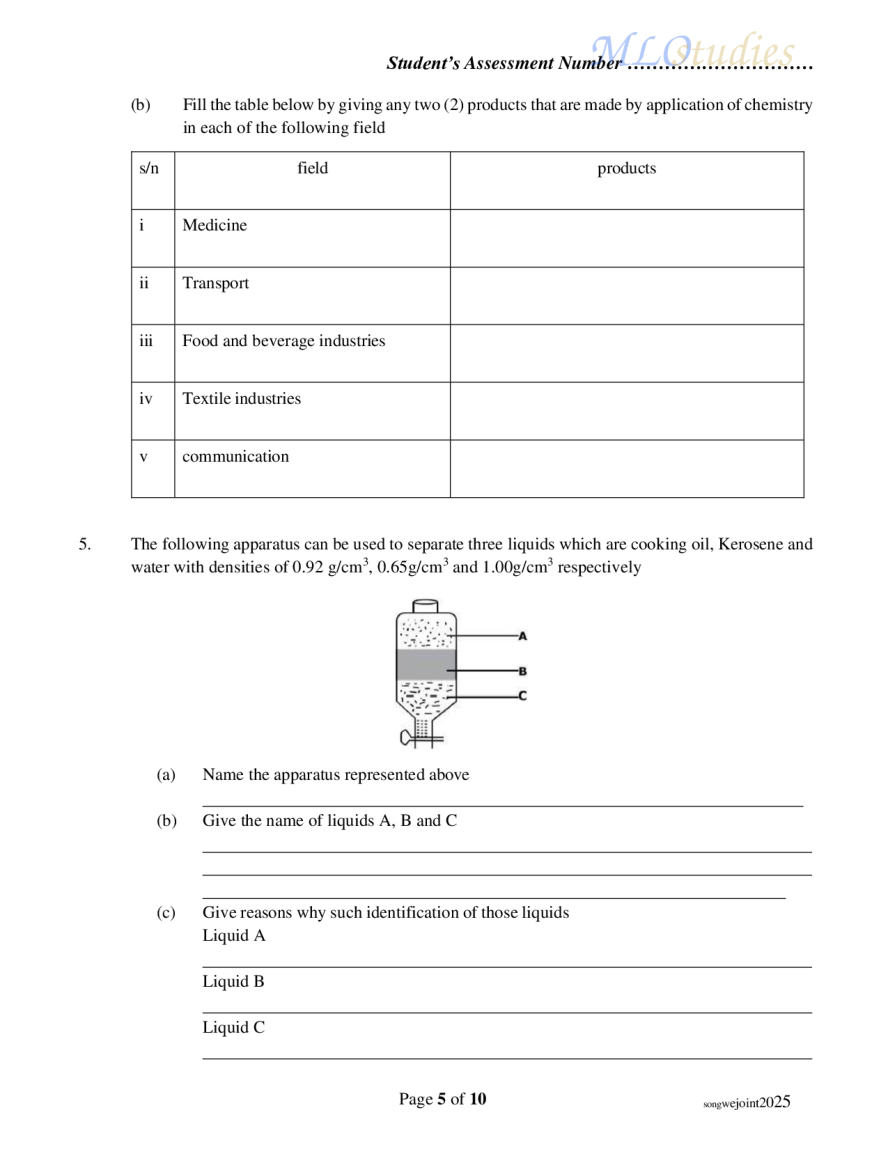 MLOstudies
Student's Assessment Number ..............................
(b) Fill the table below by giving any two (2) products that are made by application of chemistry
in each of the following field
s/n field products
i Medicine
ii Transport
iii Food and beverage industries
iv Textile industries
v communication
5. The following apparatus can be used to separate three liquids which are cooking oil, Kerosene and
water with densities of 0.92 g/cm³, 0.65g/cm³ and 1.00g/cm³ respectively
A
B
C
(a) Name the apparatus represented above
(b) Give the name of liquids A, B and C
(c) Give reasons why such identification of those liquids
Liquid A
Liquid B
Liquid C
Page 5 of 10
songwejoint2025